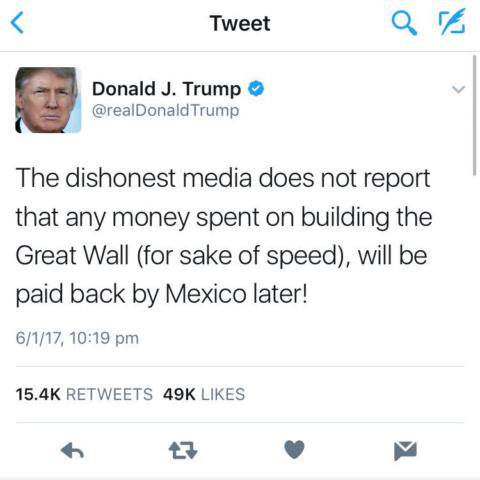 Tweet
Donald J. Trump
@realDonaldTrump
The dishonest media does not report
that any money spent on building the
Great Wall (for sake of speed), will be
paid back by Mexico later!
6/1/17, 10:19 pm
15.4K RETWEETS 49K LIKES